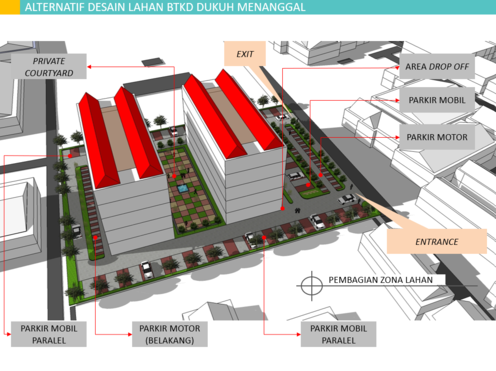 ALTERNATIF DESAIN LAHAN BTKD DUKUH MENANGGAL
PRIVATE
COURTYARD
EXIT
AREA DROP OFF
PARKIR MOBIL
PARKIR MOTOR
ENTRANCE
PEMBAGIAN ZONA LAHAN
PARKIR MOBIL
PARALEL
PARKIR MOTOR
(BELAKANG)
PARKIR MOBIL
PARALEL